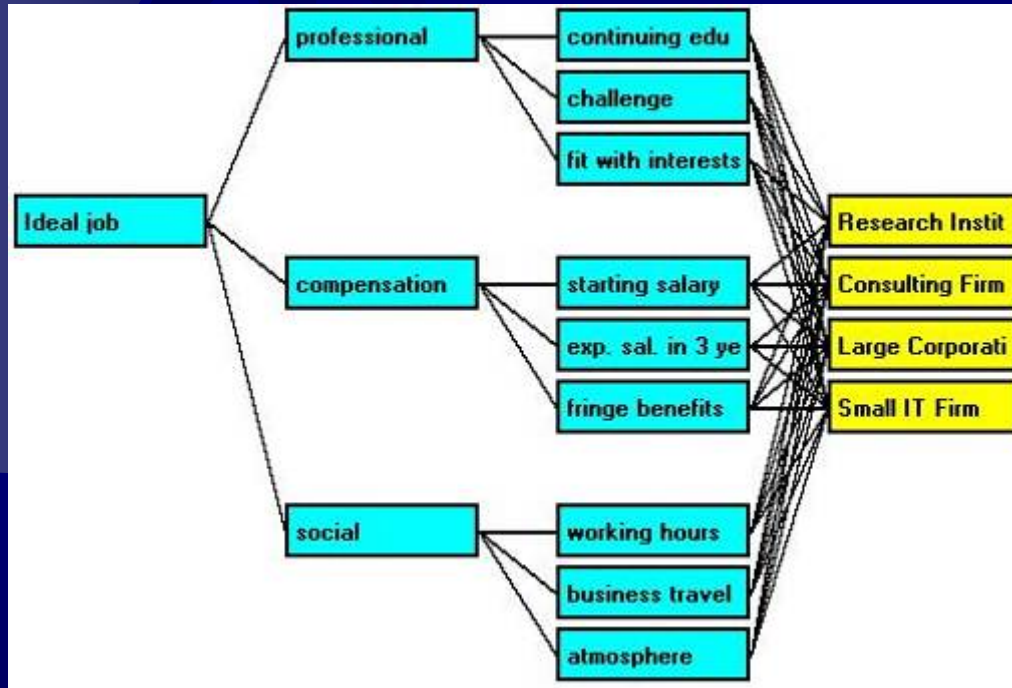 professional
continuing edu
challenge
fit with interests
Ideal job
Research Instit
compensation
starting salary
Consulting Firm
exp. sal. in 3 ye
Large Corporati
fringe benefits
Small IT Firm
social
working hours
business travel
atmosphere